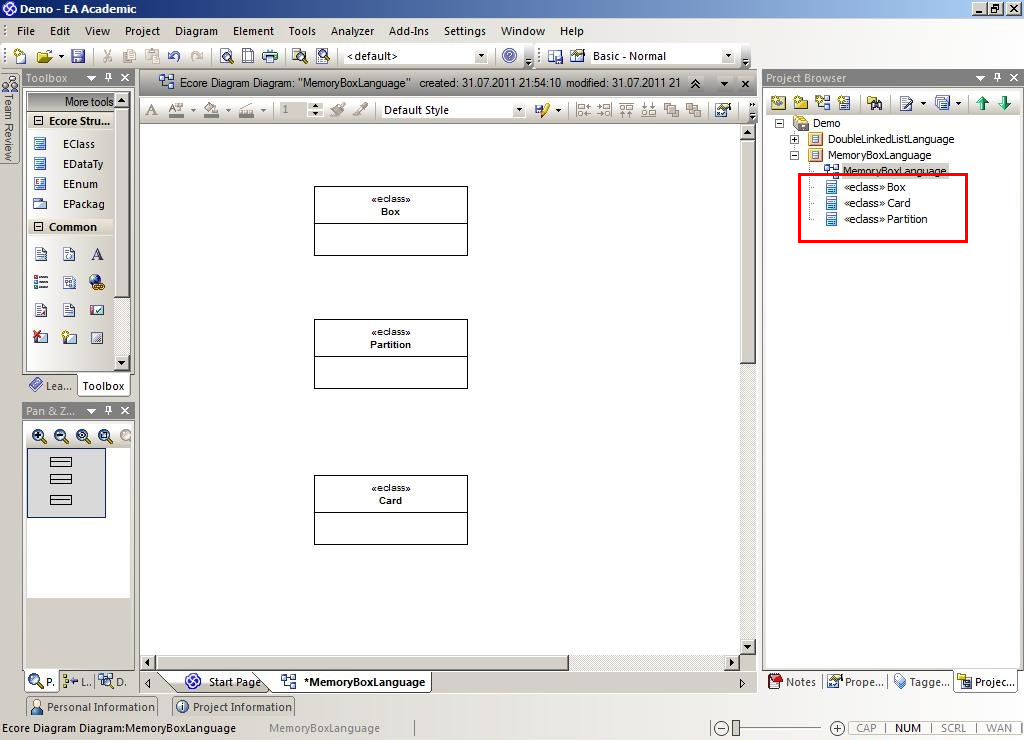 Demo - EA Academic
File Edit View Project Diagram Element Tools Analyzer Add-Ins Settings Window Help
<default>
Basic - Normal
Team Review
Toolbox
More tools
Ecore Stru...
EClass
EDataTy
EEnum
EPackag
Common
A
Lea...
Toolbox
Pan & Z...
P.
L..
D.
Ecore Diagram Diagram: "MemoryBoxLanguage" created: 31.07.2011 21:54:10 modified: 31.07.2011 21
A
1
Default Style
«eclass»
Box
«eclass»
Partition
«eclass»
Card
Start Page
*MemoryBoxLanguage
Project Browser
Demo
DoubleLinkedListLanguage
MemoryBoxLanguage
MemoryBoxLanguage
«eclass» Box
«eclass» Card
«eclass» Partition
Notes
Prope...
Tagge...
Projec...
Personal Information
Project Information
Ecore Diagram Diagram:MemoryBoxLanguage
MemoryBoxLanguage
CAP
NUM
SCRL
WAN